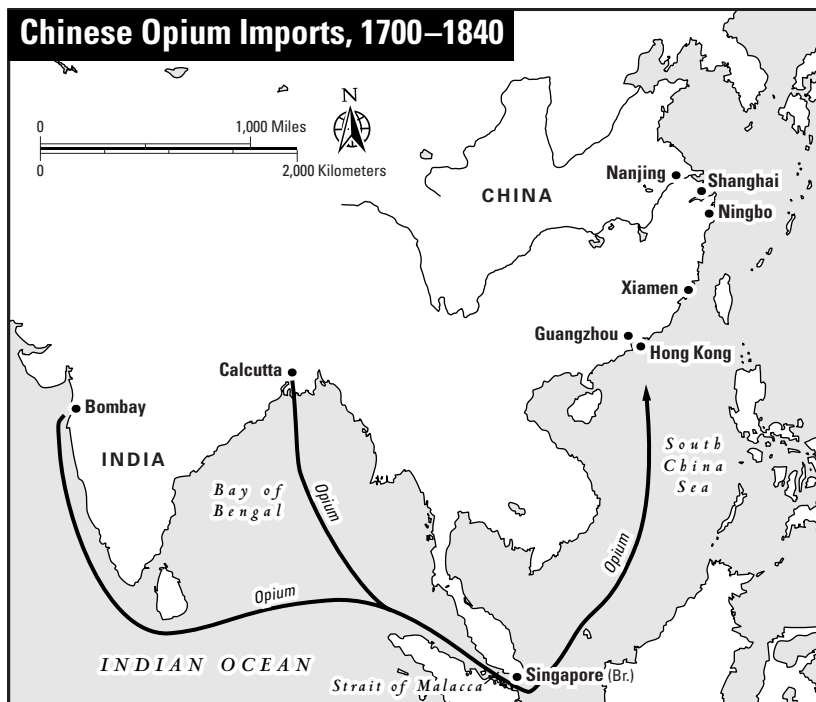 Chinese Opium Imports, 1700–1840
N
0
1,000 Miles
0
2,000 Kilometers
CHINA
Nanjing
Shanghai
Ningbo
Xiamen
Guangzhou
Hong Kong
Calcutta
Bombay
INDIA
Bay of
Bengal
Opium
South
China
Sea
Opium
Opium
INDIAN OCEAN
Strait of Malacca
Singapore (Br.)